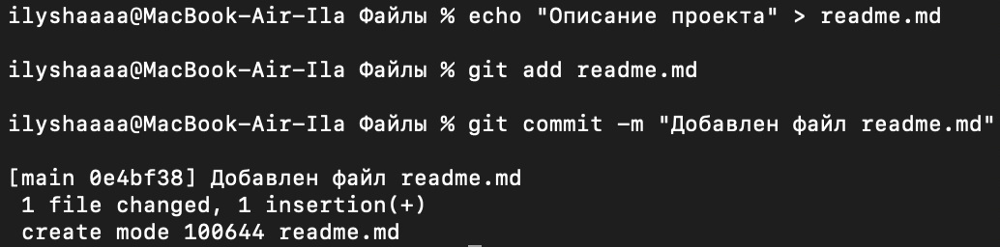 ilyshaaaa@MacBook-Air-Ila Файлы % echo "Описание проекта" > readme.md
ilyshaaaa@MacBook-Air-Ila Файлы % git add readme.md
ilyshaaaa@MacBook-Air-Ila Файлы % git commit -m "Добавлен файл readme.md"
[main 0e4bf38] Добавлен файл readme.md
1 file changed, 1 insertion(+)
create mode 100644 readme.md